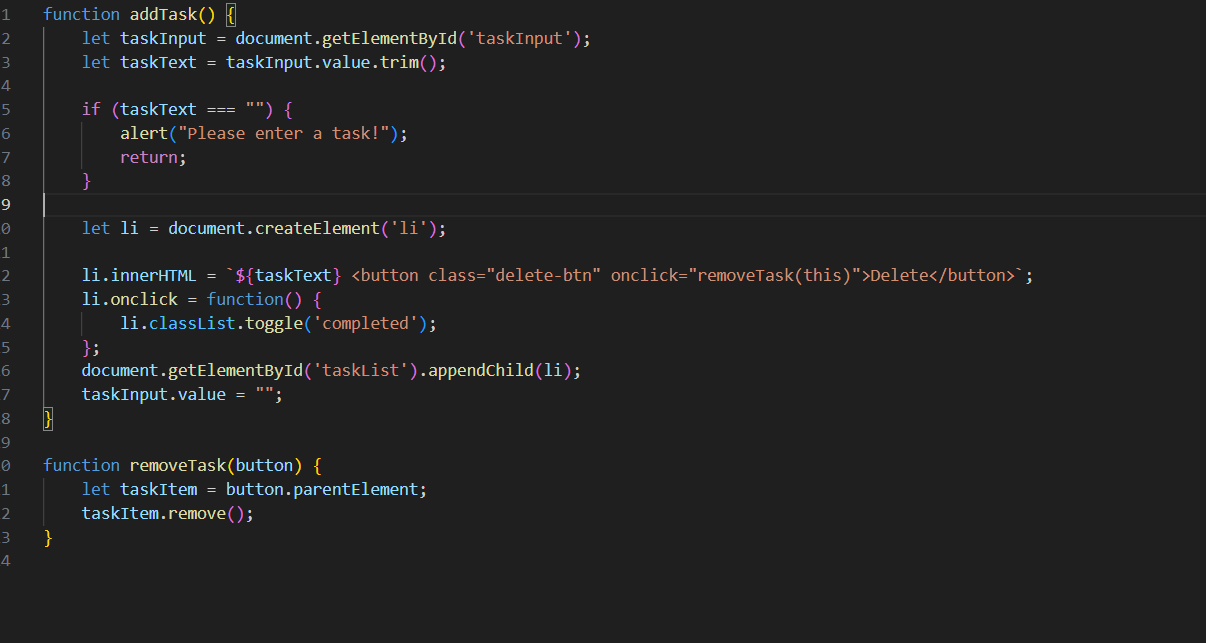 1 function addTask() {
2 let taskInput = document.getElementById('taskInput');
3 let taskText = taskInput.value.trim();
4
5 if (taskText === "") {
6 alert("Please enter a task!");
7 return;
8 }
9
0 let li = document.createElement('li');
1
2 li.innerHTML = `${taskText} <button class="delete-btn" onclick="removeTask(this)">Delete</button>`;
3 li.onclick = function() {
4 li.classList.toggle('completed');
5 };
6 document.getElementById('taskList').appendChild(li);
7 taskInput.value = "";
8 }
9
0 function removeTask(button) {
1 let taskItem = button.parentElement;
2 taskItem.remove();
3 }
4